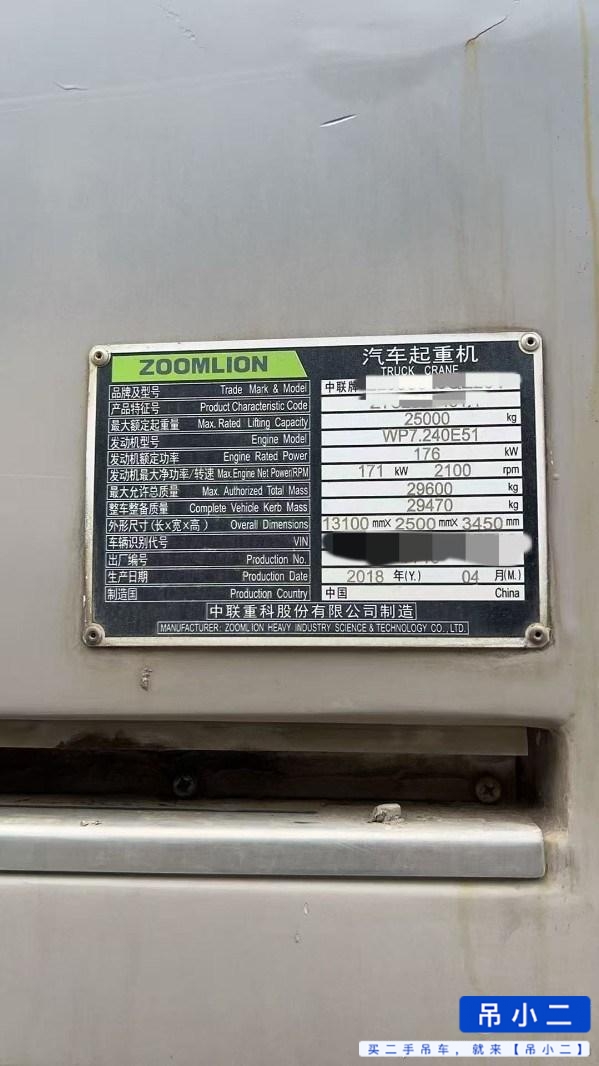 ZOOMLION 汽车起重机
TRUCK CRANE
品牌及型号 Trade Mark & Model 中联牌
产品特征号 Product Characteristic Code
最大额定起重量 Max. Rated Lifting Capacity 25000 kg
发动机型号 Engine Model WP7.240E51
发动机额定功率 Engine Rated Power 176 kW
发动机最大净功率/转速 Max.Engine Net Power/RPM 171 kW 2100 rpm
最大允许总质量 Max. Authorized Total Mass 29600 kg
整车整备质量 Complete Vehicle Kerb Mass 29470 kg
外形尺寸(长×宽×高) Overall Dimensions 13100 mm× 2500 mm× 3450 mm
车辆识别代号 VIN
出厂编号 Production No.
生产日期 Production Date 2018 年(Y.) 04 月(M.)
制造国 Production Country 中国 China
中联重科股份有限公司制造
MANUFACTURER: ZOOMLION HEAVY INDUSTRY SCIENCE & TECHNOLOGY CO., LTD.
吊小二
买二手吊车，就来【吊小二】